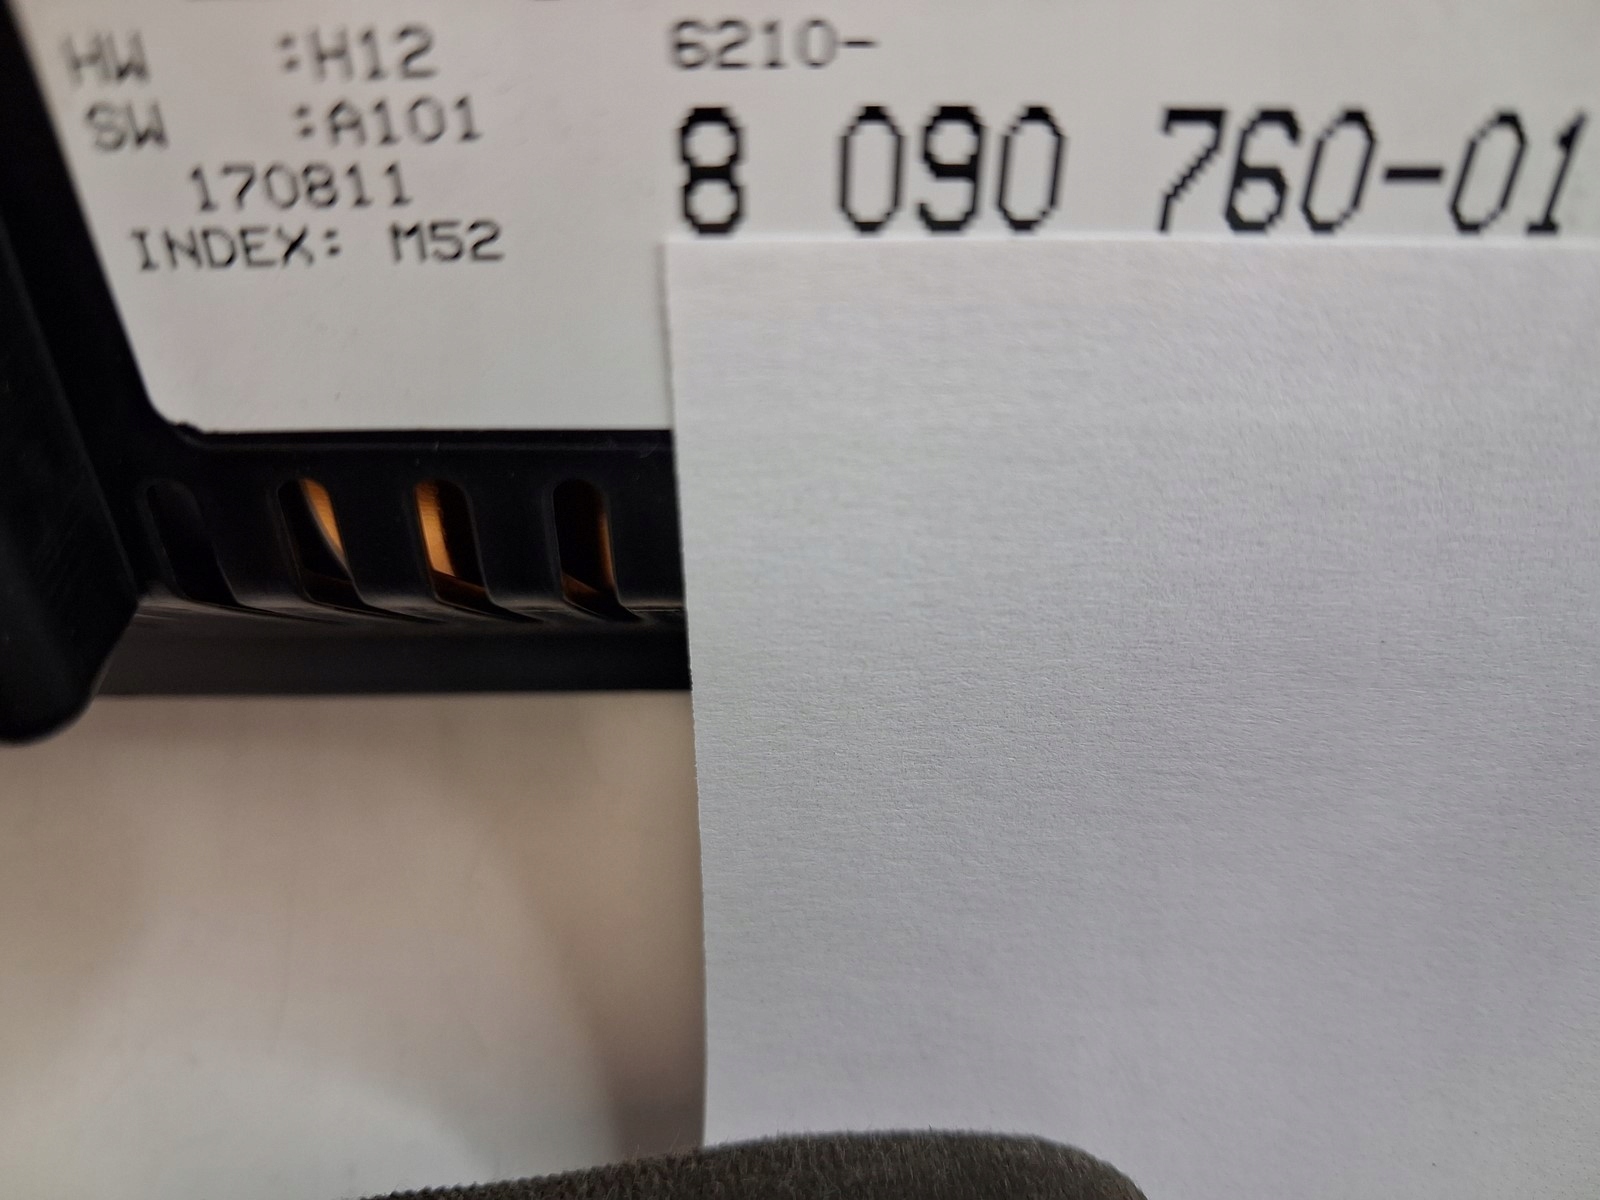 HW :H12
SW :A101
170811
INDEX: M52
6210-
8 090 760-01